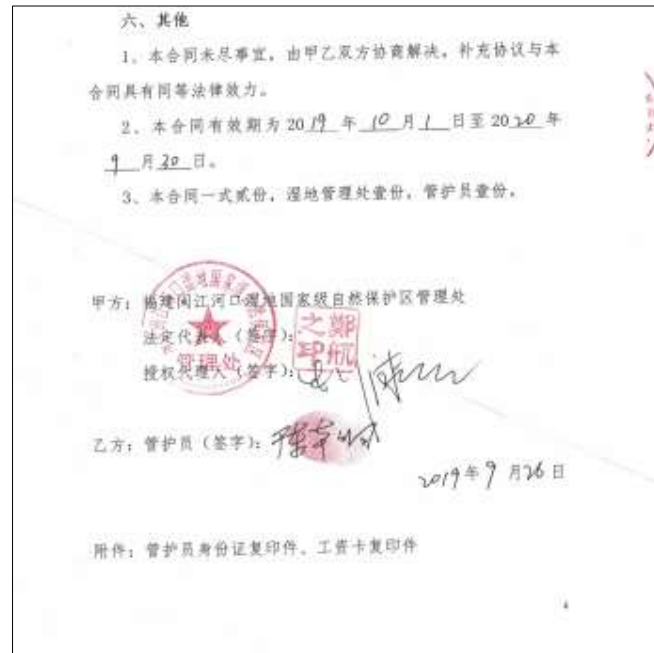 六、其他
1、本合同未尽事宜，由甲乙双方协商解决，补充协议与本
合同具有同等法律效力。
2、本合同有效期为2019年10月1日至2020年
9月30日。
3、本合同一式贰份，湿地管理处壹份，管护员壹份。
甲方：福建闽江河口湿地国家级自然保护区管理处
法定代表人（签字）：
之印 郑航
管理处
授权代理人（签字）：
乙方：管护员（签字）：
2019年9月26日
附件：管护员身份证复印件、工资卡复印件
4